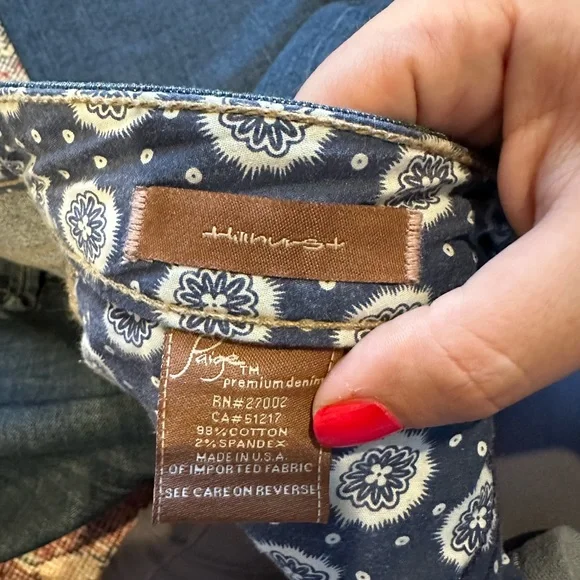 Hillhurst
Paige™
premium denim
RN#27002
CA#51217
98% COTTON
2% SPANDEX
MADE IN U.S.A.
OF IMPORTED FABRIC
SEE CARE ON REVERSE